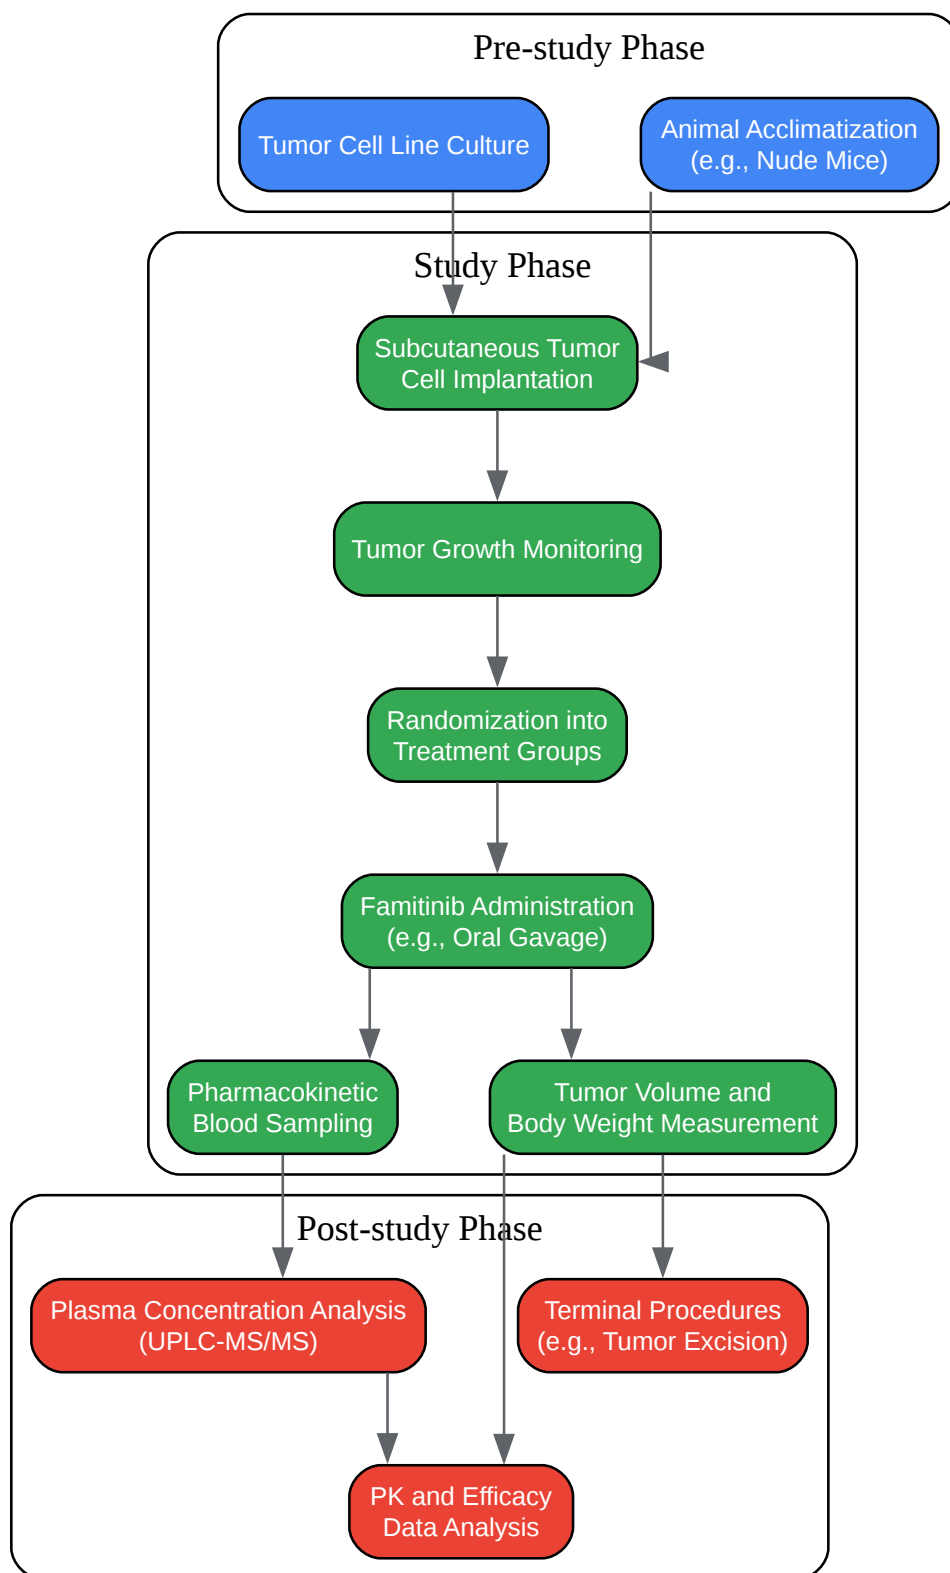 Pre-study Phase
Tumor Cell Line Culture
Animal Acclimatization
(e.g., Nude Mice)
Study Phase
Subcutaneous Tumor
Cell Implantation
Tumor Growth Monitoring
Randomization into
Treatment Groups
Famitinib Administration
(e.g., Oral Gavage)
Pharmacokinetic
Blood Sampling
Tumor Volume and
Body Weight Measurement
Post-study Phase
Plasma Concentration Analysis
(UPLC-MS/MS)
Terminal Procedures
(e.g., Tumor Excision)
PK and Efficacy
Data Analysis